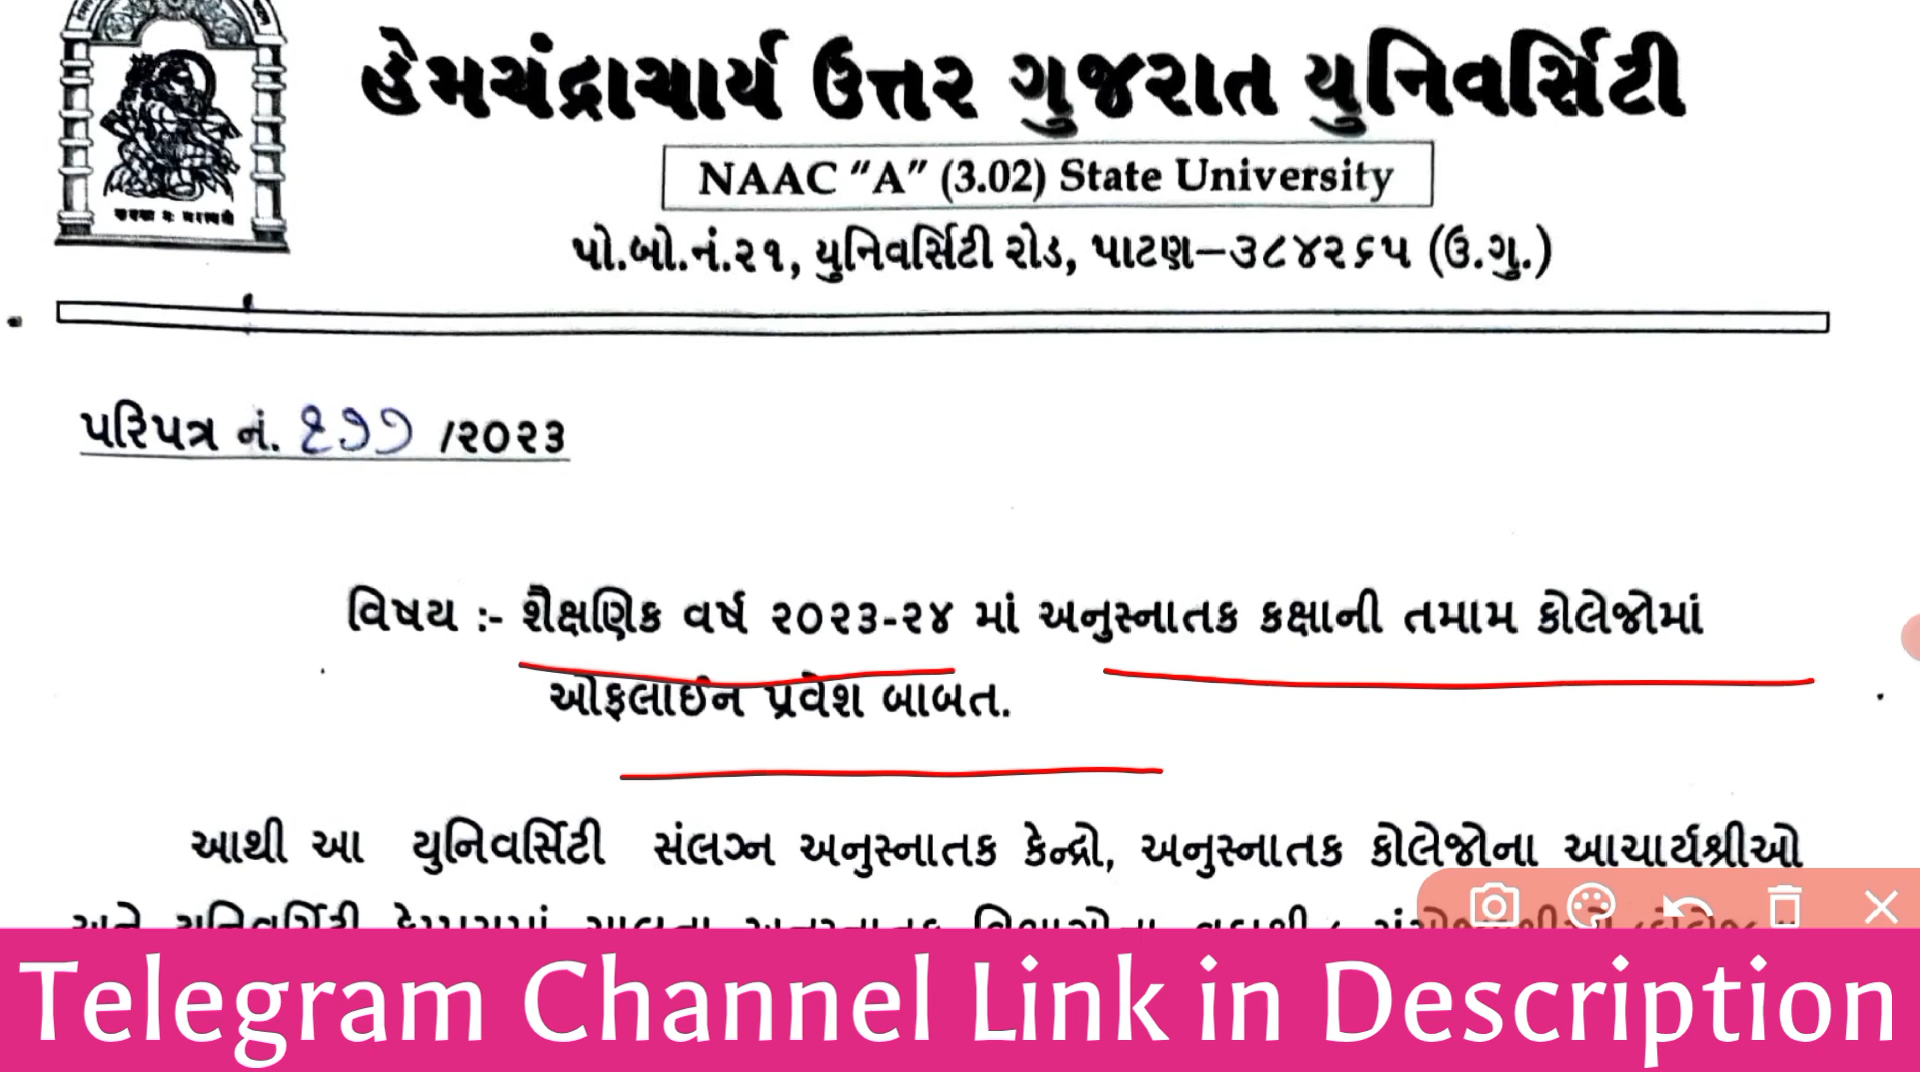 હેમચંદ્રાચાર્ય ઉત્તર ગુજરાત યુનિવર્સિટી
NAAC “A” (3.02) State University
પો.બો.નં.૨૧, યુનિવર્સિટી રોડ, પાટણ–૩૮૪૨૬૫ (ઉ.ગુ.)
પરિપત્ર નં. /૨૦૨૩
વિષય :- શૈક્ષણિક વર્ષ ૨૦૨૩-૨૪ માં અનુસ્નાતક કક્ષાની તમામ કોલેજોમાં
ઓફલાઈન પ્રવેશ બાબત.
આથી આ યુનિવર્સિટી સંલગ્ન અનુસ્નાતક કેન્દ્રો, અનુસ્નાતક કોલેજોના આચાર્યશ્રીઓ
Telegram Channel Link in Description